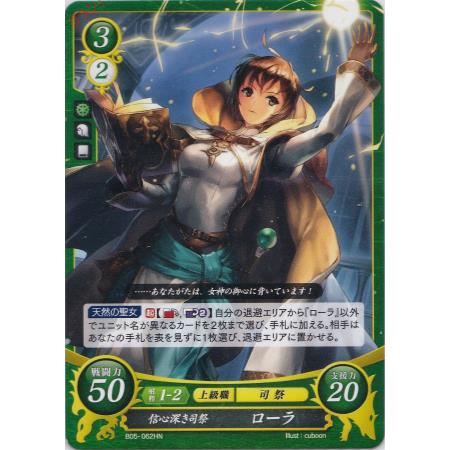 3
2
……あなたがたは、女神の御心に背いています!
天然の聖女 起 [ 2] 自分の退避エリアから『ローラ』以外
でユニット名が異なるカードを2枚まで選び、手札に加える。相手は
あなたの手札を表を見ずに1枚選び、退避エリアに置かせる。
戦闘力 50
射程 1-2
上級職
司祭
支援力 20
信心深き司祭 ローラ
B05-062HN
Illust : cuboon